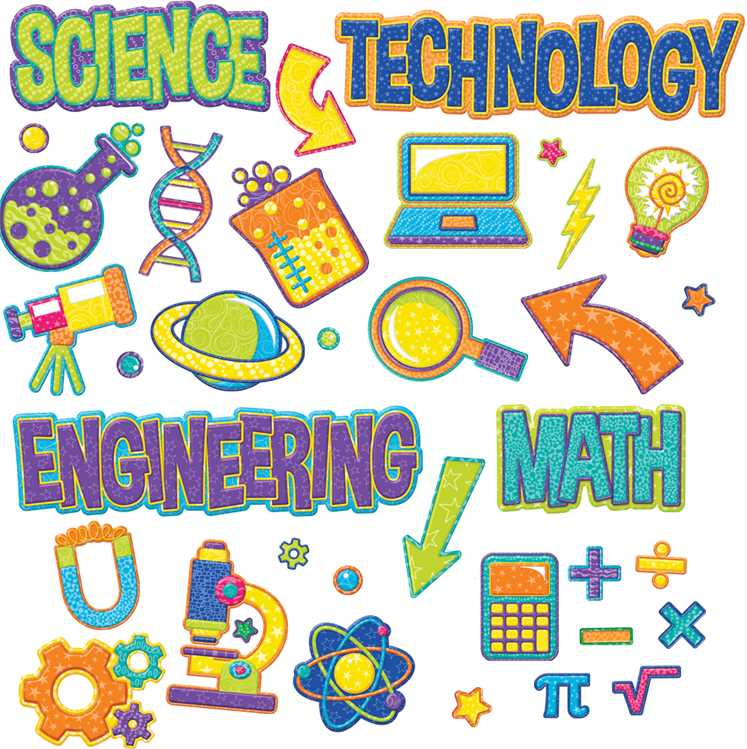 SCIENCE
TECHNOLOGY
ENGINEERING
MATH
+
÷
−
×
π
√